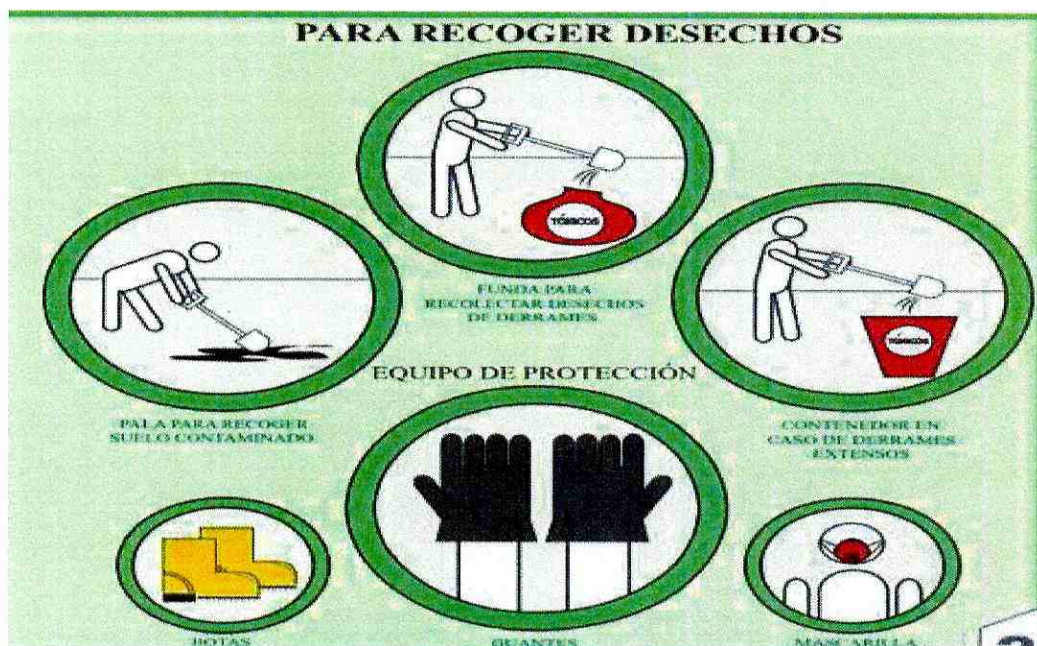 PARA RECOGER DESECHOS
TÓXICOS
FUNDA PARA
RECOLECTAR DESECHOS
DE DERRAMES
TÓXICOS
PALA PARA RECOGER
SUELO CONTAMINADO
CONTENEDOR EN
CASO DE DERRAMES
EXTENSOS
EQUIPO DE PROTECCIÓN
BOTAS
GUANTES
MASCARILLA